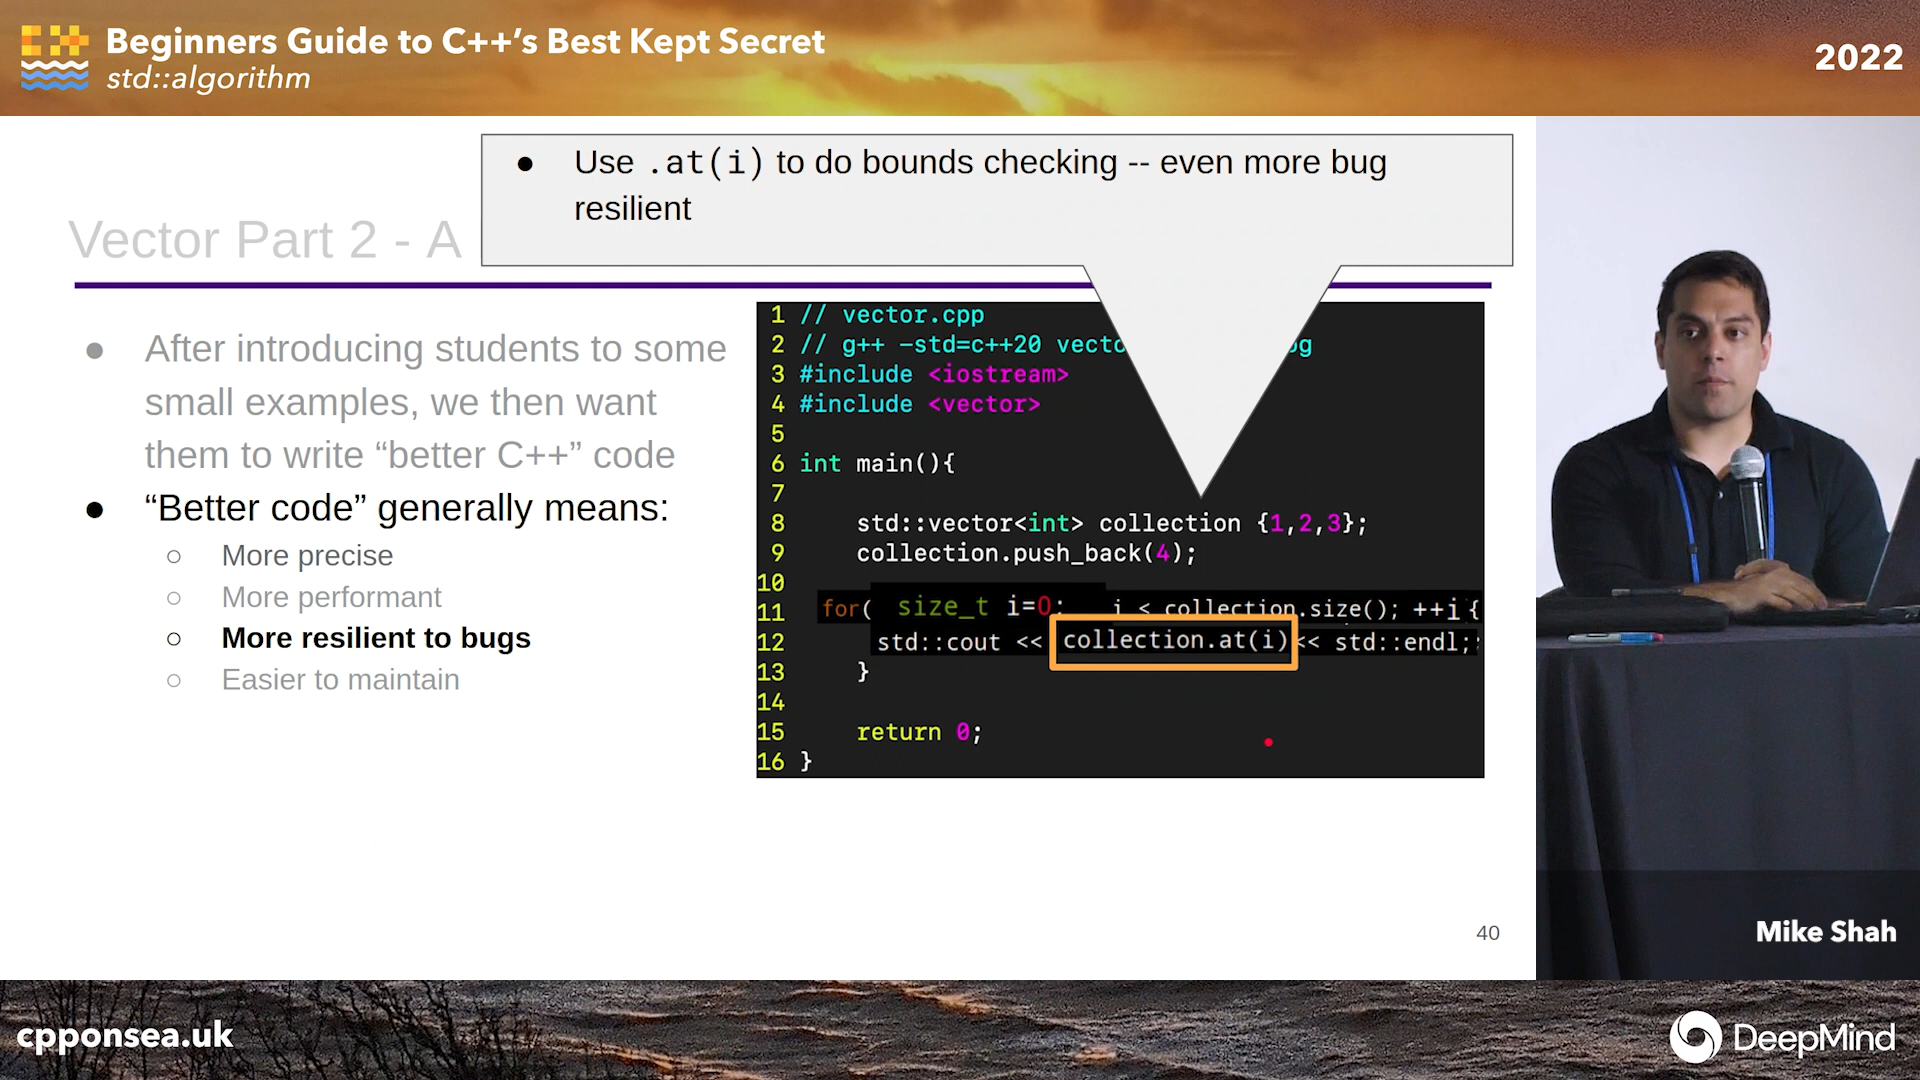 Beginners Guide to C++’s Best Kept Secret
std::algorithm
2022
● Use .at(i) to do bounds checking -- even more bug
resilient
Vector Part 2 - A
● After introducing students to some
small examples, we then want
them to write “better C++” code
● “Better code” generally means:
○ More precise
○ More performant
○ More resilient to bugs
○ Easier to maintain
1 // vector.cpp
2 // g++ -std=c++20
3 #include <iostream>
4 #include <vector>
5
6 int main(){
7
8 std::vector<int> collection {1,2,3};
9 collection.push_back(4);
10
11 for( size_t i=0; i < collection.size(); ++i{
12 std::cout << collection.at(i) << std::endl;
13 }
14
15 return 0;
16 }
40
Mike Shah
cpponsea.uk
DeepMind